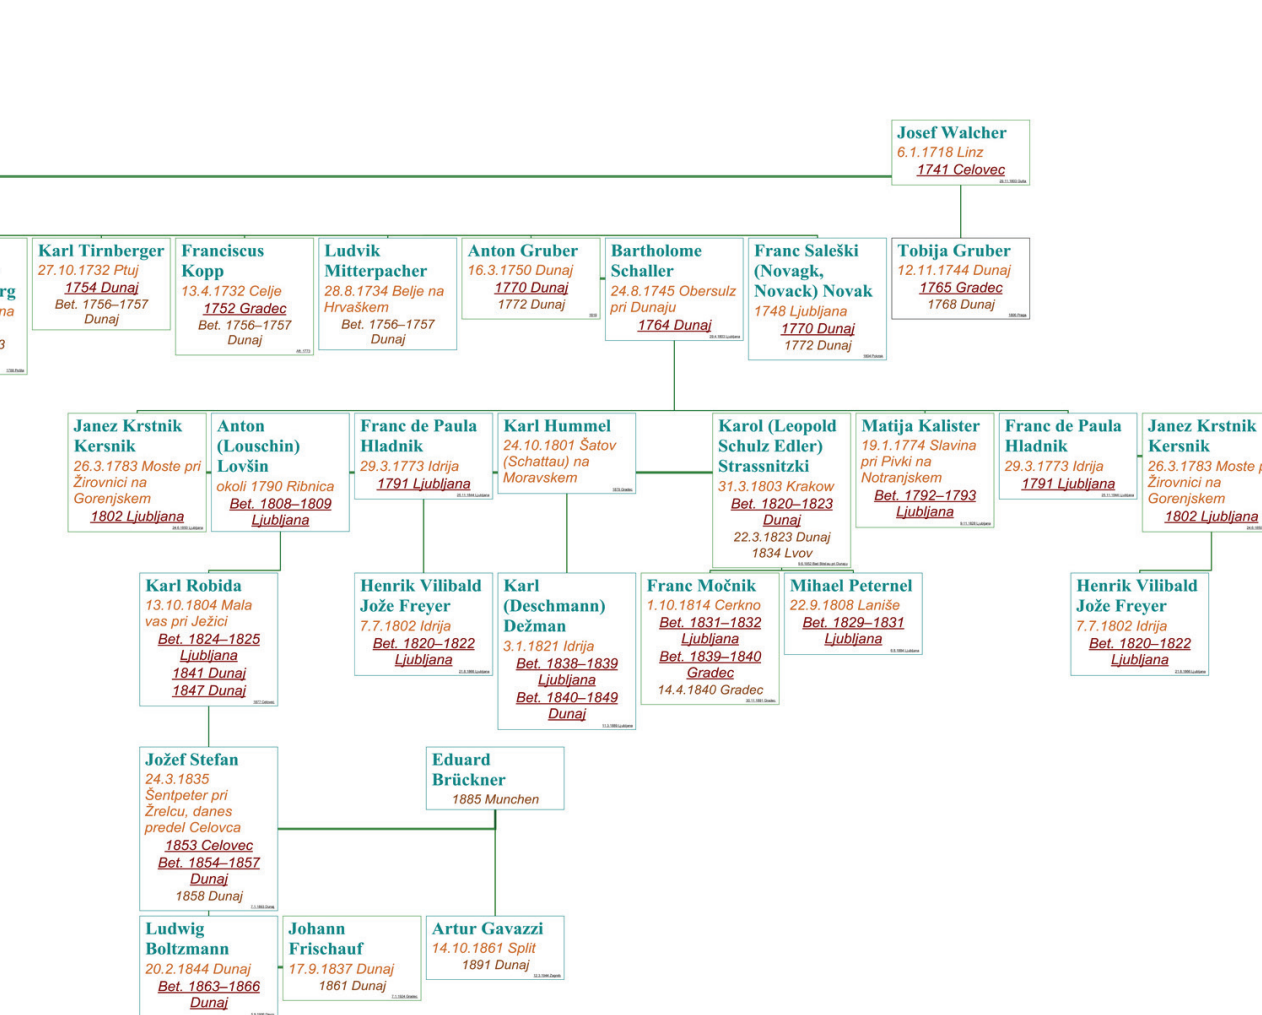 Josef Walcher
6.1.1718 Linz
1741 Celovec
rg
na
3
Karl Tirnberger
27.10.1732 Ptuj
1754 Dunaj
Bet. 1756–1757
Dunaj
Franciscus
Kopp
13.4.1732 Celje
1752 Gradec
Bet. 1756–1757
Dunaj
Ludvik
Mitterpacher
28.8.1734 Belje na
Hrvaškem
Bet. 1756–1757
Dunaj
Anton Gruber
16.3.1750 Dunaj
1770 Dunaj
1772 Dunaj
Bartholome
Schaller
24.8.1745 Obersulz
pri Dunaju
1764 Dunaj
Franc Saleški
(Novagk,
Novack) Novak
1748 Ljubljana
1770 Dunaj
1772 Dunaj
Tobija Gruber
12.11.1744 Dunaj
1765 Gradec
1768 Dunaj
Janez Krstnik
Kersnik
26.3.1783 Moste pri
Žirovnici na
Gorenjskem
1802 Ljubljana
Anton
(Louschin)
Lovšin
okoli 1790 Ribnica
Bet. 1808–1809
Ljubljana
Franc de Paula
Hladnik
29.3.1773 Idrija
1791 Ljubljana
Karl Hummel
24.10.1801 Šatov
(Schattau) na
Moravskem
Karol (Leopold
Schulz Edler)
Strassnitzki
31.3.1803 Krakow
Bet. 1820–1823
Dunaj
22.3.1823 Dunaj
1834 Lvov
Matija Kalister
19.1.1774 Slavina
pri Pivki na
Notranjskem
Bet. 1792–1793
Ljubljana
Franc de Paula
Hladnik
29.3.1773 Idrija
1791 Ljubljana
Janez Krstnik
Kersnik
26.3.1783 Moste p
Žirovnici na
Gorenjskem
1802 Ljubljana
Karl Robida
13.10.1804 Mala
vas pri Ježici
Bet. 1824–1825
Ljubljana
1841 Dunaj
1847 Dunaj
Henrik Vilibald
Jože Freyer
7.7.1802 Idrija
Bet. 1820–1822
Ljubljana
Karl
(Deschmann)
Dežman
3.1.1821 Idrija
Bet. 1838–1839
Ljubljana
Bet. 1840–1849
Dunaj
Franc Močnik
1.10.1814 Cerkno
Bet. 1831–1832
Ljubljana
Bet. 1839–1840
Gradec
14.4.1840 Gradec
Mihael Peternel
22.9.1808 Laniše
Bet. 1829–1831
Ljubljana
Henrik Vilibald
Jože Freyer
7.7.1802 Idrija
Bet. 1820–1822
Ljubljana
Jožef Stefan
24.3.1835
Šentpeter pri
Žrelcu, danes
predel Celovca
1853 Celovec
Bet. 1854–1857
Dunaj
1858 Dunaj
Eduard
Brückner
1885 Munchen
Ludwig
Boltzmann
20.2.1844 Dunaj
Bet. 1863–1866
Dunaj
Johann
Frischauf
17.9.1837 Dunaj
1861 Dunaj
Artur Gavazzi
14.10.1861 Split
1891 Dunaj